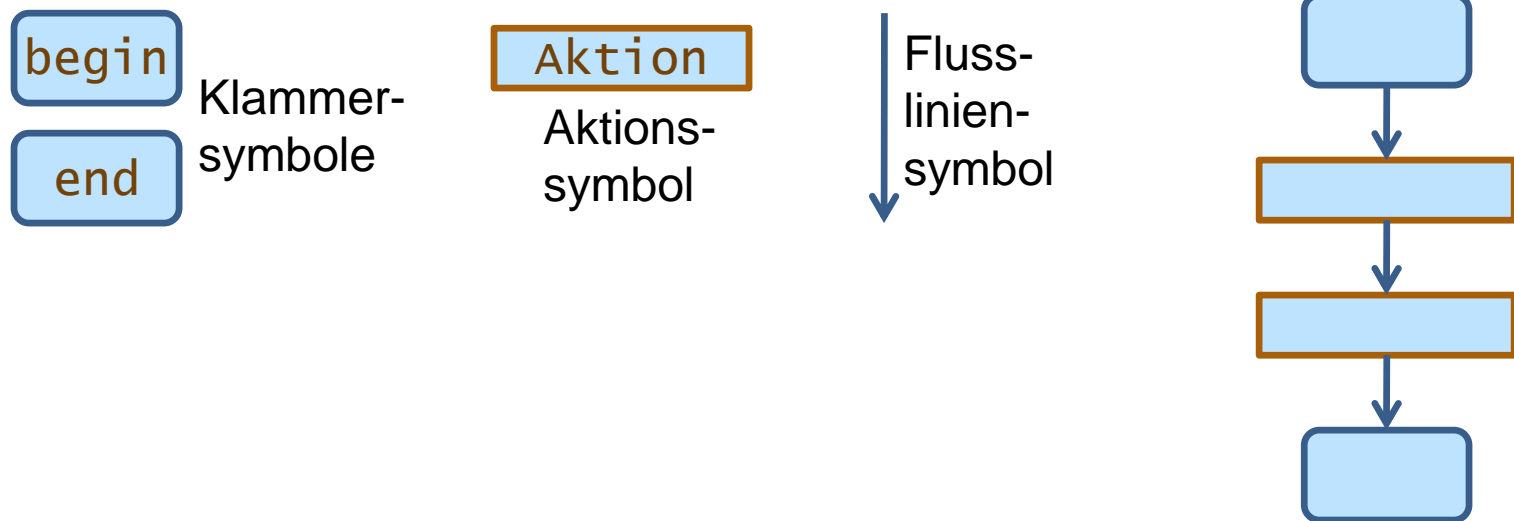 begin
end
Klammer-
symbole
Aktion
Aktions-
symbol
Fluss-
linien-
symbol